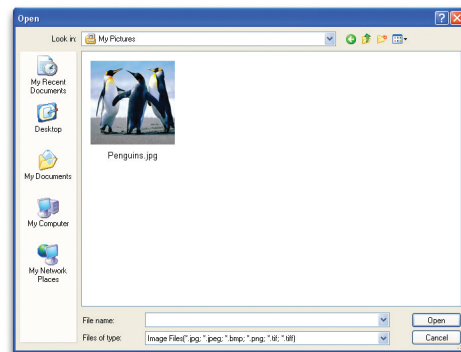 Open
Look in:
My Pictures
My Recent
Documents
Desktop
My Documents
My Computer
My Network
Places
Penguins.jpg
File name:
Open
Files of type:
Image Files(*.jpg; *.jpeg; *.bmp; *.png; *.tif; *.tiff)
Cancel